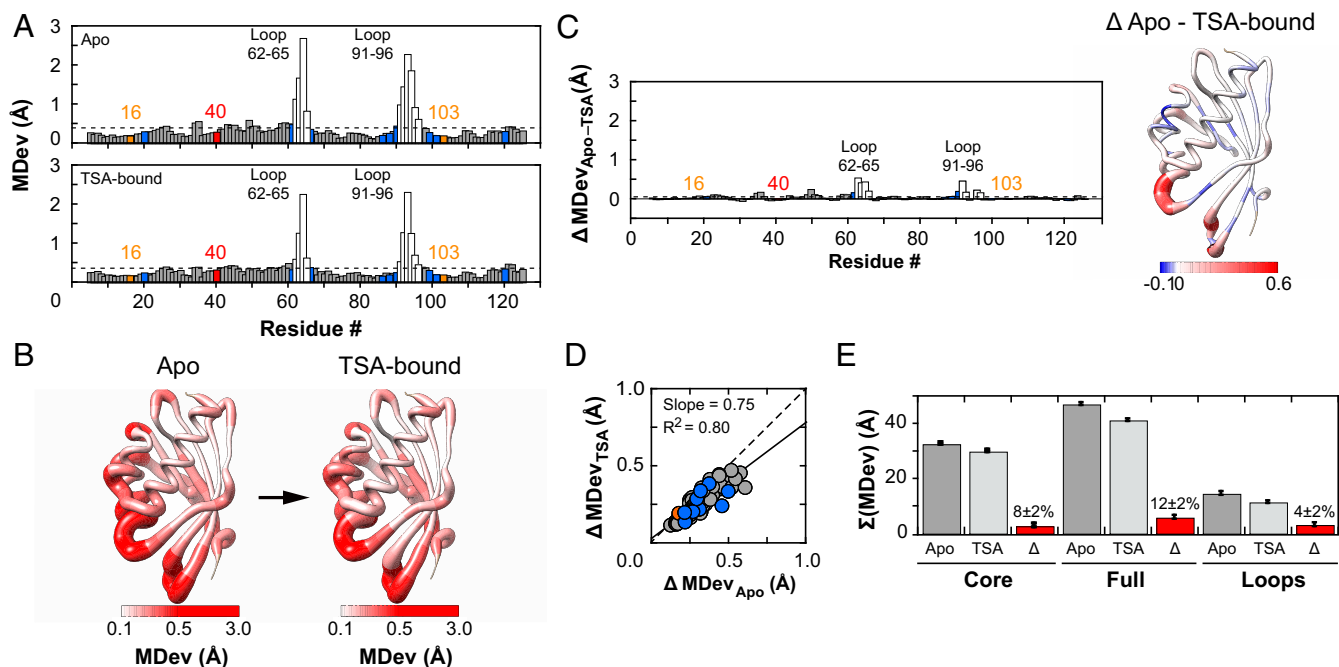 A
3
Apo
Loop
62-65
Loop
91-96
2
1
16
40
103
0
MDev (Å)
3
TSA-bound
Loop
62-65
Loop
91-96
2
1
16
40
103
0
20
40
60
80
100
120
Residue #
B
Apo
TSA-bound
0.1
0.5
3.0
MDev (Å)
0.1
0.5
3.0
MDev (Å)
C
Δ Apo - TSA-bound
3
2
1
0
Δ MDevApo–TSA(Å)
Loop
62-65
Loop
91-96
16
40
103
0
20
40
60
80
100
120
Residue #
-0.10
0.6
D
1.0
Slope = 0.75
R² = 0.80
0.5
Δ MDevTSA (Å)
0.0
0.5
1
Δ MDevApo (Å)
E
40
20
0
Σ(MDev) (Å)
8±2%
12±2%
4±2%
Apo TSA Δ Apo TSA Δ Apo TSA Δ
Core Full Loops